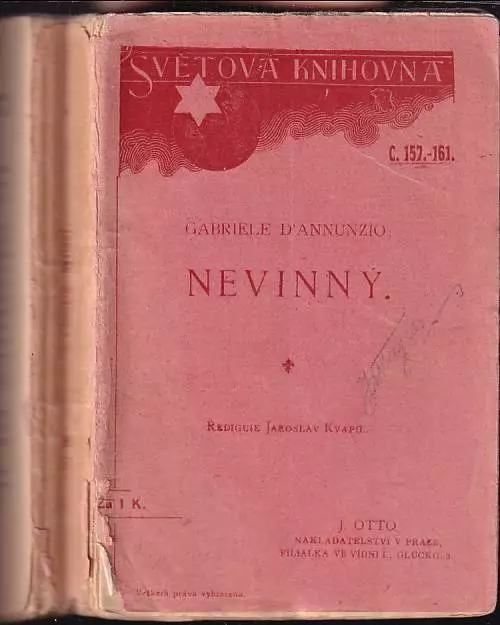 SVĚTOVÁ KNIHOVNA
Č. 157.-161.
GABRIELE D'ANNUNZIO:
NEVINNÝ.
REDIGUJE JAROSLAV KVAPIL.
Za 1 K.
J. OTTO
NAKLADATELSTVÍ V PRAZE,
FILIÁLKA VE VÍDNI I., GLUCKG. 3.
Veškerá práva vyhrazena.